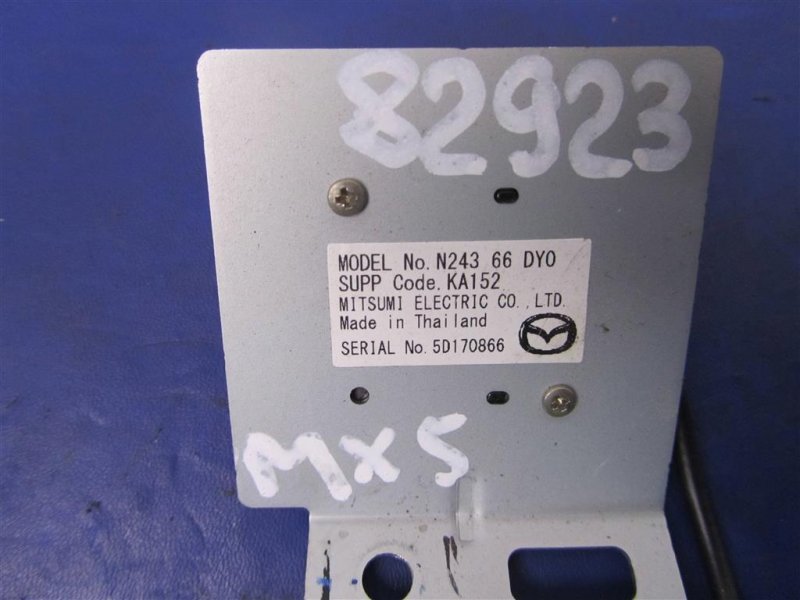 82923
MODEL No. N243 66 DY0
SUPP Code. KA152
MITSUMI ELECTRIC CO., LTD.
Made in Thailand
SERIAL No. 5D170866
MX5